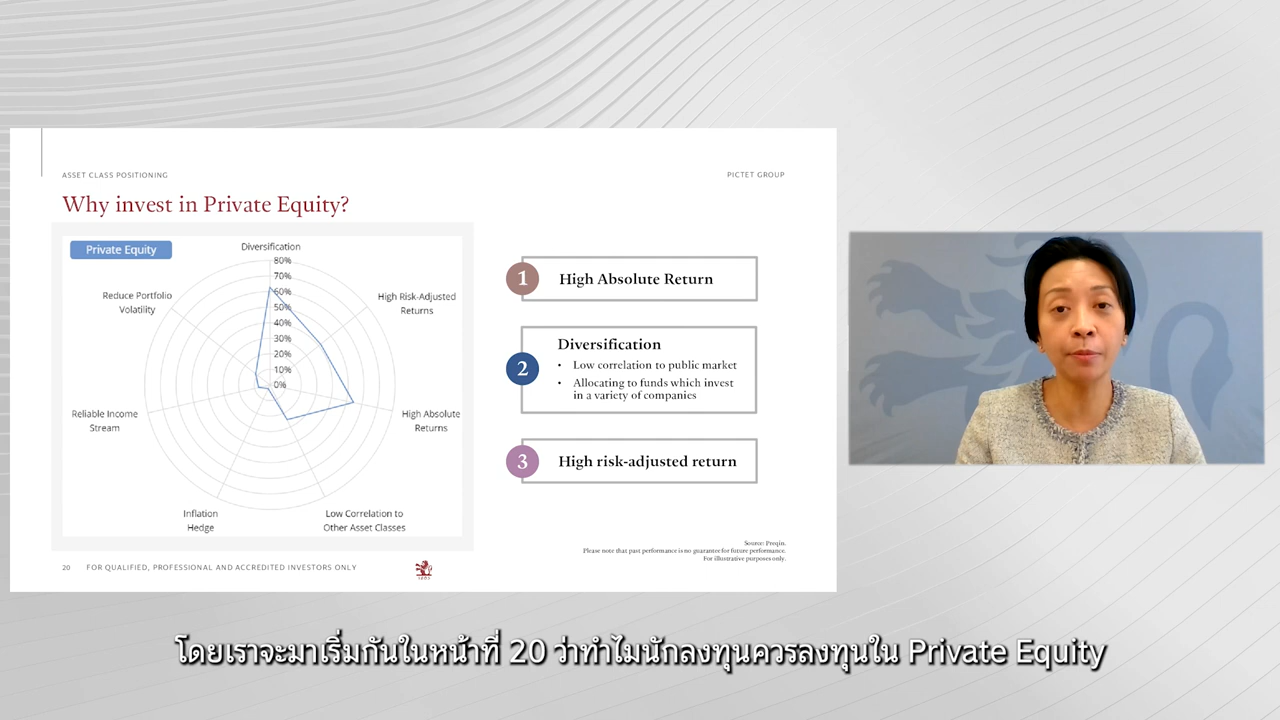 ASSET CLASS POSITIONING
PICTET GROUP
Why invest in Private Equity?
Private Equity
Diversification
80%
70%
60%
50%
40%
30%
20%
10%
0%
Reduce Portfolio
Volatility
High Risk-Adjusted
Returns
Reliable Income
Stream
High Absolute
Returns
Inflation
Hedge
Low Correlation to
Other Asset Classes
1
High Absolute Return
2
Diversification
• Low correlation to public market
• Allocating to funds which invest
in a variety of companies
3
High risk-adjusted return
Source: Preqin.
Please note that past performance is no guarantee for future performance.
For illustrative purposes only.
20 FOR QUALIFIED, PROFESSIONAL AND ACCREDITED INVESTORS ONLY
โดยเราจะมาเริ่มกันในหน้าที่ 20 ว่าทำไมนักลงทุนควรลงทุนใน Private Equity